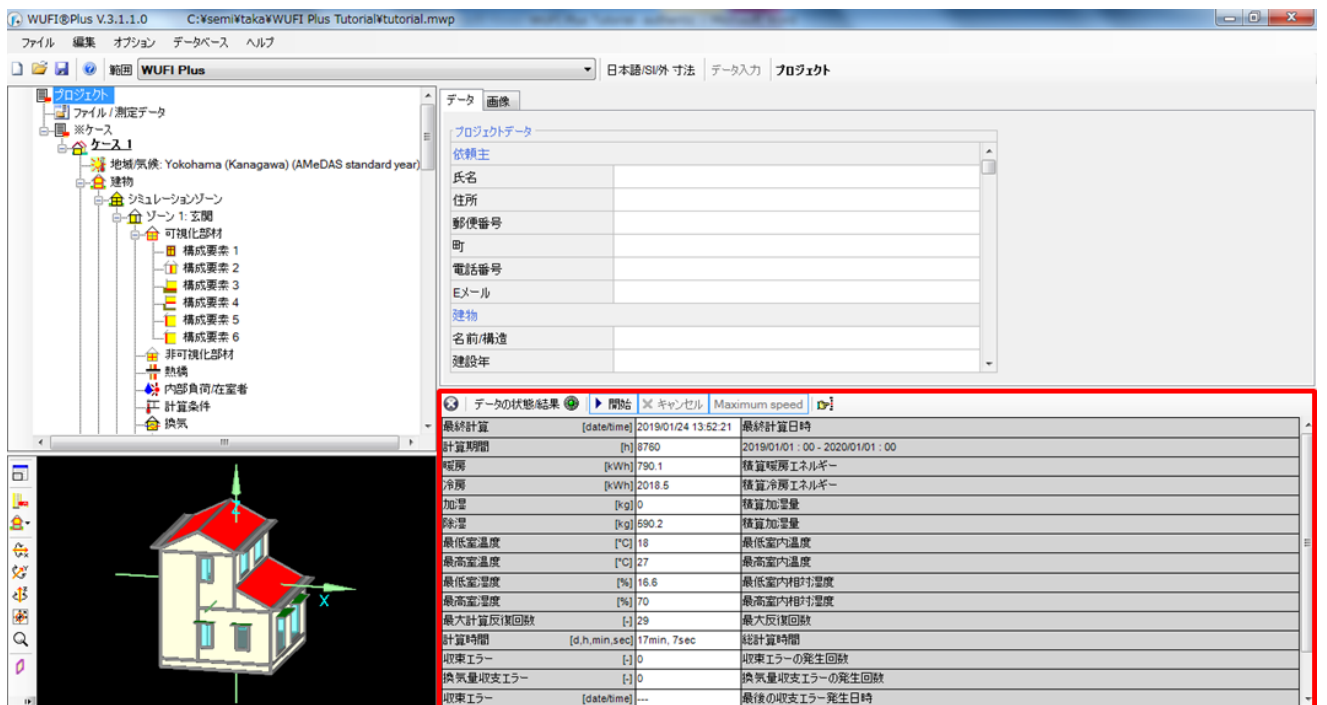 WUFI®Plus V.3.1.1.0 C:¥semi¥taka¥WUFI Plus Tutorial¥tutorial.mwp
ファイル 編集 オプション データベース ヘルプ
範囲 WUFI Plus 日本語/SI/外 寸法 データ入力 プロジェクト
プロジェクト
ファイル / 測定データ
※ケース
ケース 1
地域/気候: Yokohama (Kanagawa) (AMeDAS standard year)
建物
シミュレーションゾーン
ゾーン 1: 玄関
可視化部材
構成要素 1
構成要素 2
構成要素 3
構成要素 4
構成要素 5
構成要素 6
非可視化部材
熱橋
内部負荷/在室者
計算条件
換気
データ 画像
プロジェクトデータ
依頼主
氏名
住所
郵便番号
町
電話番号
Eメール
建物
名前/構造
建設年
データの状態/結果 開始 キャンセル Maximum speed
最終計算 [date/time] 2019/01/24 13:52:21 最終計算日時
計算期間 [h] 8760 2019/01/01 : 00 - 2020/01/01 : 00
暖房 [kWh] 790.1 積算暖房エネルギー
冷房 [kWh] 2018.5 積算冷房エネルギー
加湿 [kg] 0 積算加湿量
除湿 [kg] 590.2 積算加湿量
最低室温度 [°C] 18 最低室内温度
最高室温度 [°C] 27 最高室内温度
最低室湿度 [%] 16.6 最低室内相対湿度
最高室湿度 [%] 70 最高室内相対湿度
最大計算反復回数 [-] 29 最大反復回数
計算時間 [d,h,min,sec] 17min, 7sec 総計算時間
収束エラー [-] 0 収束エラーの発生回数
換気量収支エラー [-] 0 換気量収支エラーの発生回数
収束エラー [date/time] --- 最後の収支エラー発生日時
Z
X